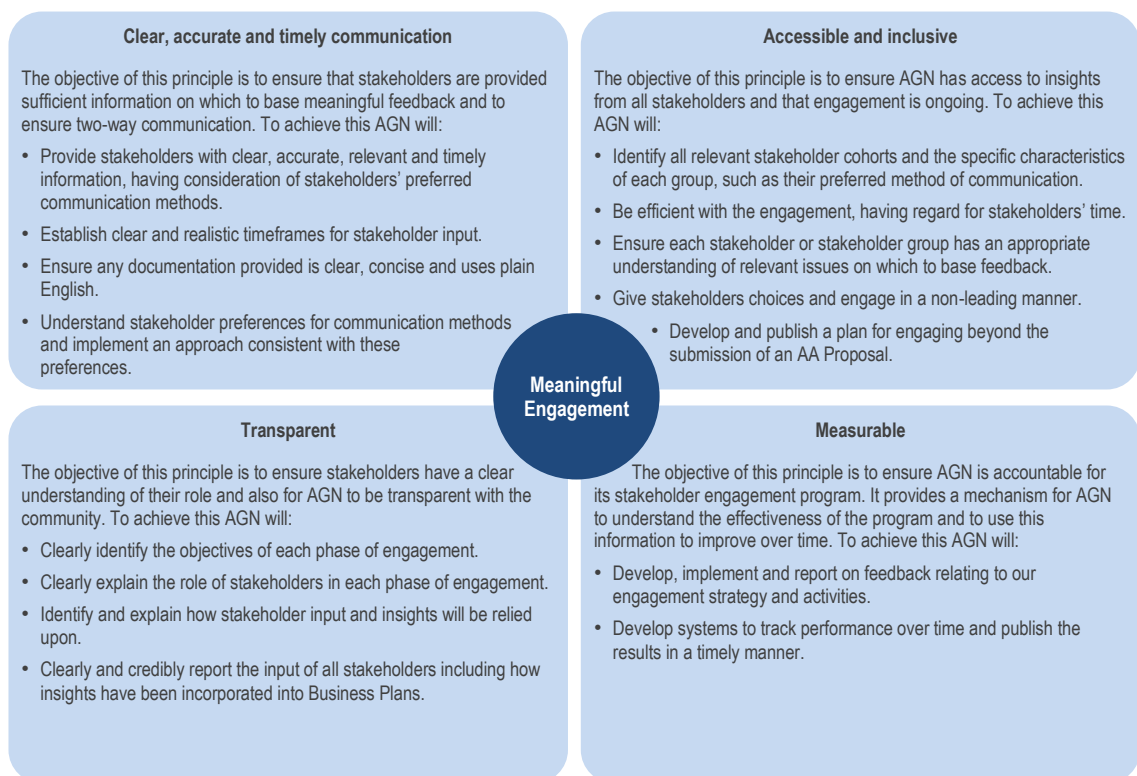 Clear, accurate and timely communication
The objective of this principle is to ensure that stakeholders are provided
sufficient information on which to base meaningful feedback and to
ensure two-way communication. To achieve this AGN will:
• Provide stakeholders with clear, accurate, relevant and timely
information, having consideration of stakeholders' preferred
communication methods.
• Establish clear and realistic timeframes for stakeholder input.
• Ensure any documentation provided is clear, concise and uses plain
English.
• Understand stakeholder preferences for communication methods
and implement an approach consistent with these
preferences.
Accessible and inclusive
The objective of this principle is to ensure AGN has access to insights
from all stakeholders and that engagement is ongoing. To achieve this
AGN will:
• Identify all relevant stakeholder cohorts and the specific characteristics
of each group, such as their preferred method of communication.
• Be efficient with the engagement, having regard for stakeholders' time.
• Ensure each stakeholder or stakeholder group has an appropriate
understanding of relevant issues on which to base feedback.
• Give stakeholders choices and engage in a non-leading manner.
• Develop and publish a plan for engaging beyond the
submission of an AA Proposal.
Meaningful
Engagement
Transparent
The objective of this principle is to ensure stakeholders have a clear
understanding of their role and also for AGN to be transparent with the
community. To achieve this AGN will:
• Clearly identify the objectives of each phase of engagement.
• Clearly explain the role of stakeholders in each phase of engagement.
• Identify and explain how stakeholder input and insights will be relied
upon.
• Clearly and credibly report the input of all stakeholders including how
insights have been incorporated into Business Plans.
Measurable
The objective of this principle is to ensure AGN is accountable for
its stakeholder engagement program. It provides a mechanism for AGN
to understand the effectiveness of the program and to use this
information to improve over time. To achieve this AGN will:
• Develop, implement and report on feedback relating to our
engagement strategy and activities.
• Develop systems to track performance over time and publish the
results in a timely manner.